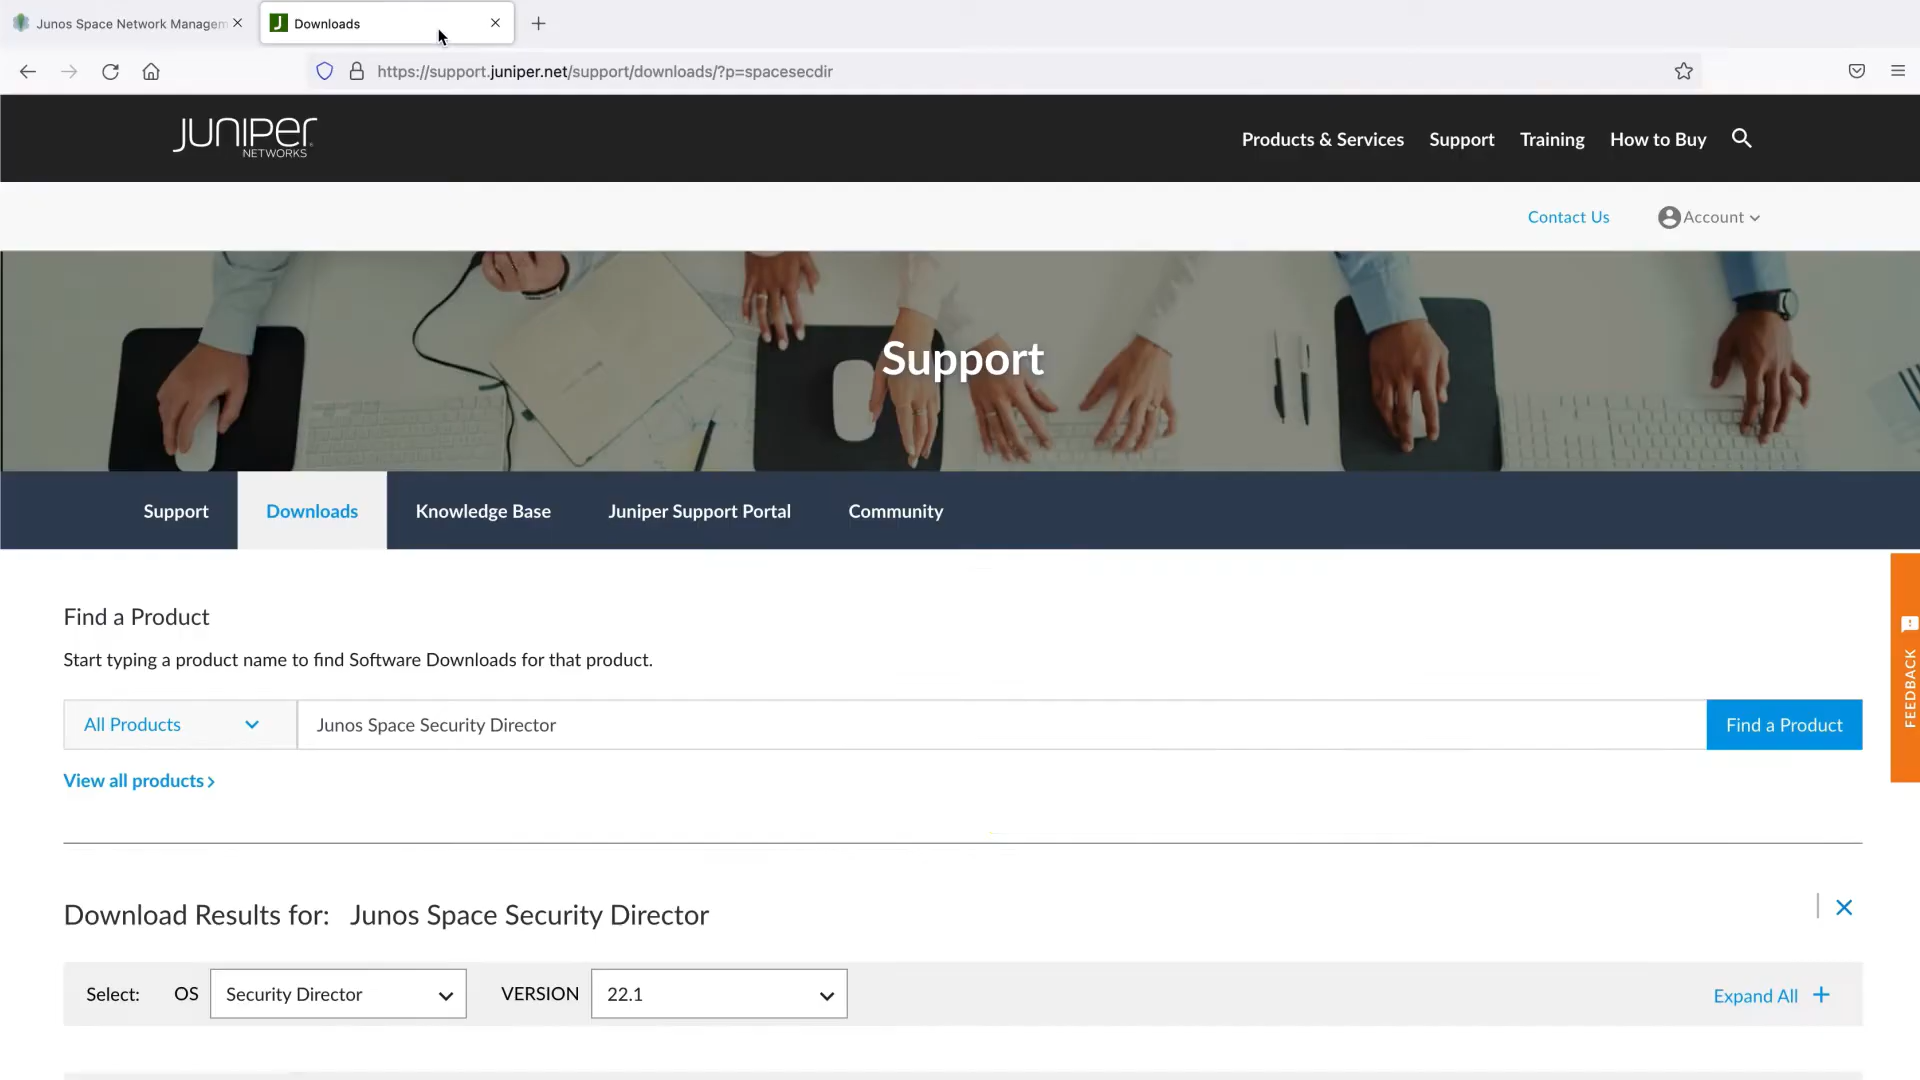 Junos Space Network Managem
Downloads
https://support.juniper.net/support/downloads/?p=spacesecdir
JUNIPer
NETWORKS
Products & Services
Support
Training
How to Buy
Contact Us
Account
Support
Support
Downloads
Knowledge Base
Juniper Support Portal
Community
Find a Product
Start typing a product name to find Software Downloads for that product.
All Products
Junos Space Security Director
Find a Product
View all products
FEEDBACK
Download Results for: Junos Space Security Director
Select: OS Security Director VERSION 22.1
Expand All +